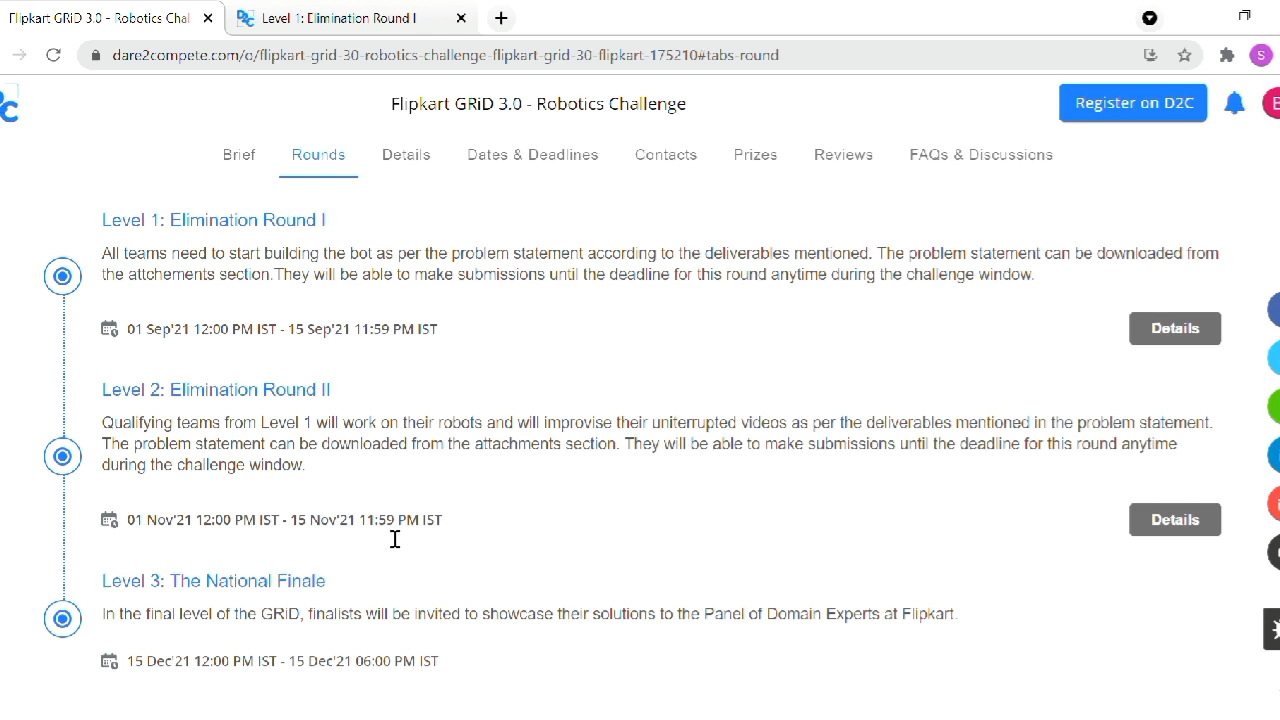 Flipkart GRiD 3.0 - Robotics Chal
Level 1: Elimination Round I
dare2compete.com/o/flipkart-grid-30-robotics-challenge-flipkart-grid-30-flipkart-175210#tabs-round
S
Flipkart GRiD 3.0 - Robotics Challenge
Register on D2C
Brief Rounds Details Dates & Deadlines Contacts Prizes Reviews FAQs & Discussions
Level 1: Elimination Round I
All teams need to start building the bot as per the problem statement according to the deliverables mentioned. The problem statement can be downloaded from
the attchements section.They will be able to make submissions until the deadline for this round anytime during the challenge window.
01 Sep'21 12:00 PM IST - 15 Sep'21 11:59 PM IST
Details
Level 2: Elimination Round II
Qualifying teams from Level 1 will work on their robots and will improvise their uniterrupted videos as per the deliverables mentioned in the problem statement.
The problem statement can be downloaded from the attachments section. They will be able to make submissions until the deadline for this round anytime
during the challenge window.
01 Nov'21 12:00 PM IST - 15 Nov'21 11:59 PM IST
Details
Level 3: The National Finale
In the final level of the GRiD, finalists will be invited to showcase their solutions to the Panel of Domain Experts at Flipkart.
15 Dec'21 12:00 PM IST - 15 Dec'21 06:00 PM IST